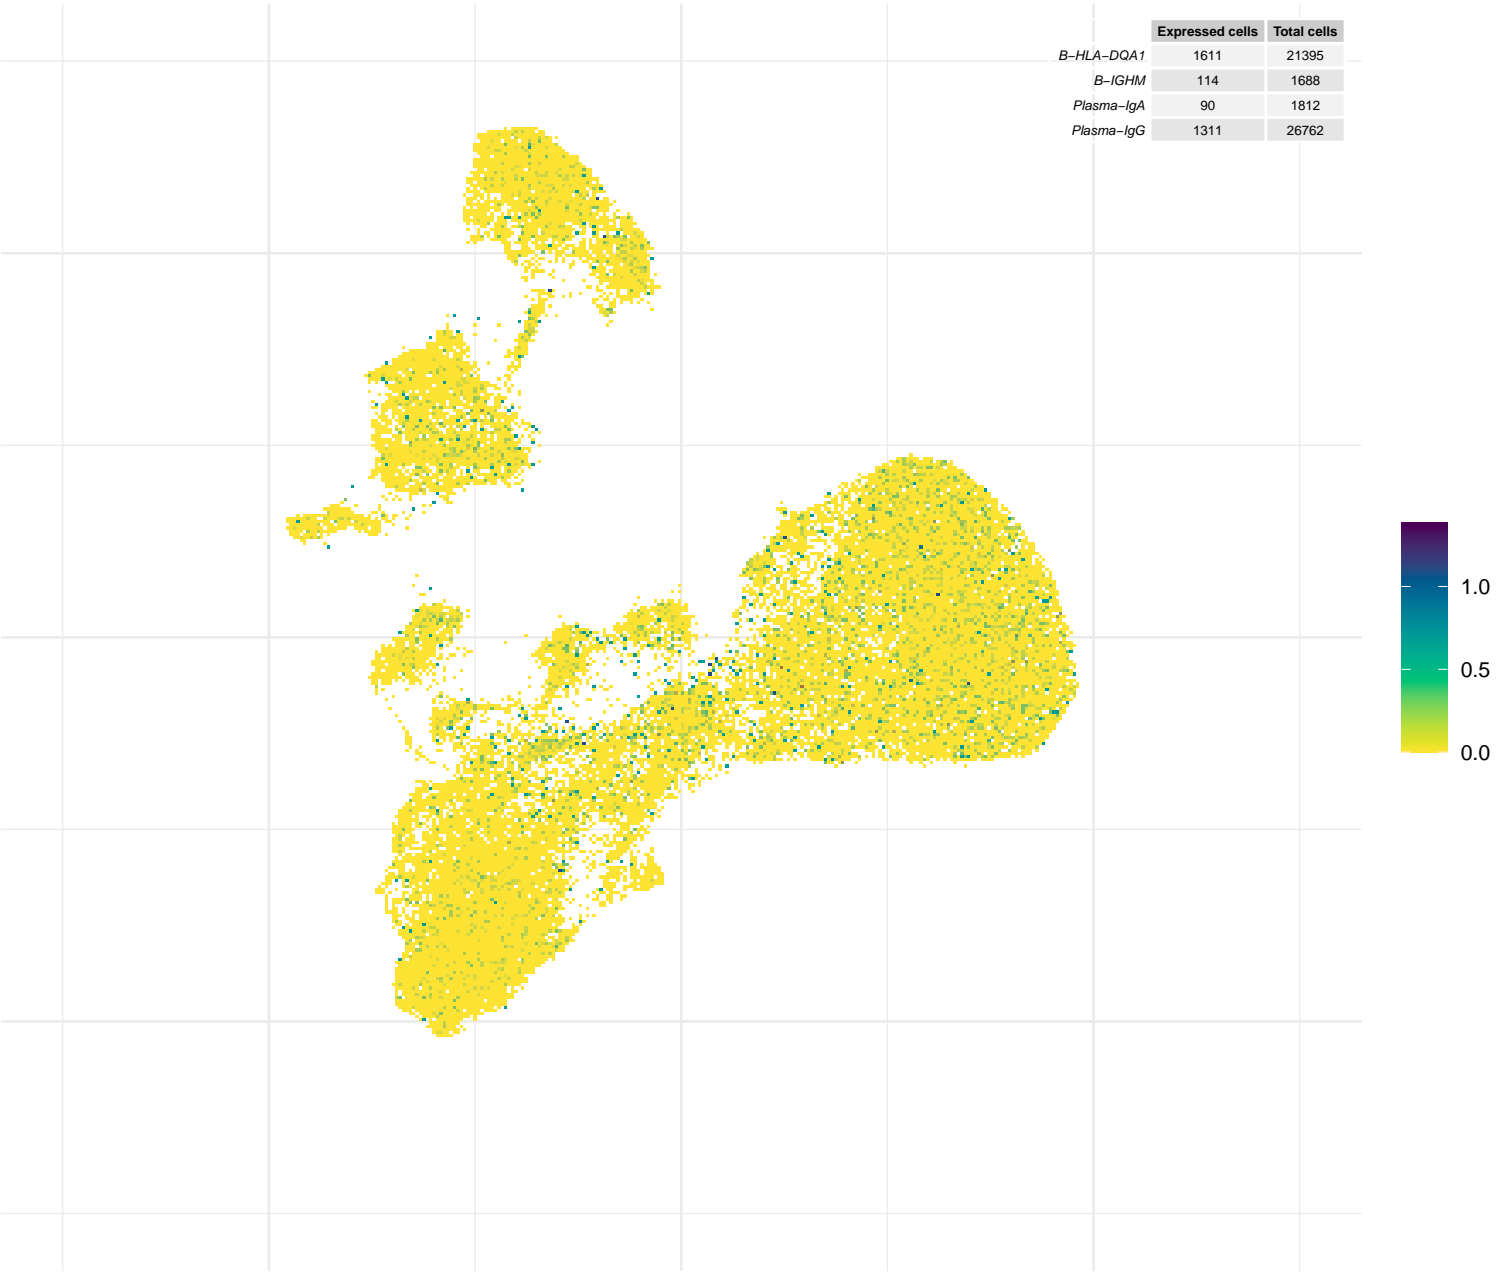 Expressed cells Total cells
B−HLA−DQA1 1611 21395
B−IGHM 114 1688
Plasma−IgA 90 1812
Plasma−IgG 1311 26762
1.0
0.5
0.0